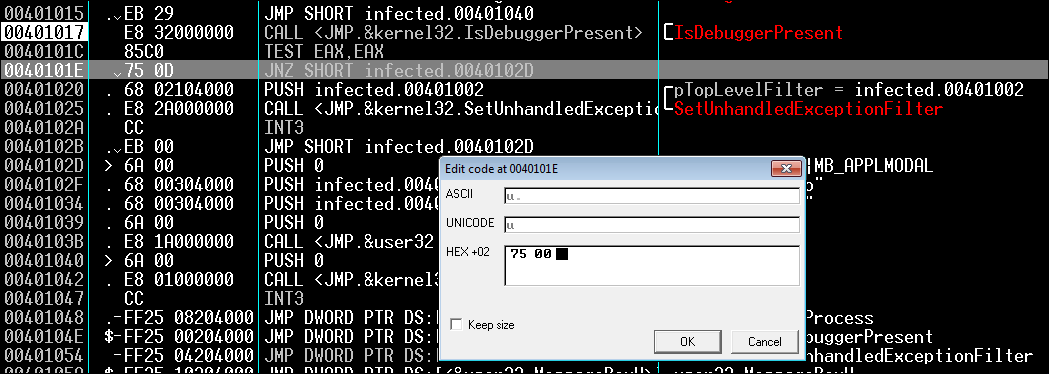 00401015 . ⌄EB 29 JMP SHORT infected.00401040
00401017 E8 32000000 CALL <JMP.&kernel32.IsDebuggerPresent> IsDebuggerPresent
0040101C 85C0 TEST EAX,EAX
0040101E ⌄75 0D JNZ SHORT infected.0040102D
00401020 . 68 02104000 PUSH infected.00401002 pTopLevelFilter = infected.00401002
00401025 . E8 2A000000 CALL <JMP.&kernel32.SetUnhandledExceptio SetUnhandledExceptionFilter
0040102A CC INT3
0040102B . ⌄EB 00 JMP SHORT infected.0040102D
0040102D > 6A 00 PUSH 0 |MB_APPLMODAL
0040102F . 68 00304000 PUSH infected.004
00401034 . 68 00304000 PUSH infected.004
00401039 . 6A 00 PUSH 0
0040103B . E8 1A000000 CALL <JMP.&user32
00401040 > 6A 00 PUSH 0
00401042 . E8 01000000 CALL <JMP.&kernel3
00401047 CC INT3
00401048 .-FF25 08204000 JMP DWORD PTR DS:[ Process
0040104E $-FF25 00204000 JMP DWORD PTR DS:[ buggerPresent
00401054 -FF25 04204000 JMP DWORD PTR DS:[ nhandledExceptionFilter
Edit code at 0040101E
ASCII u.
UNICODE u
HEX +02 75 00
Keep size
OK Cancel